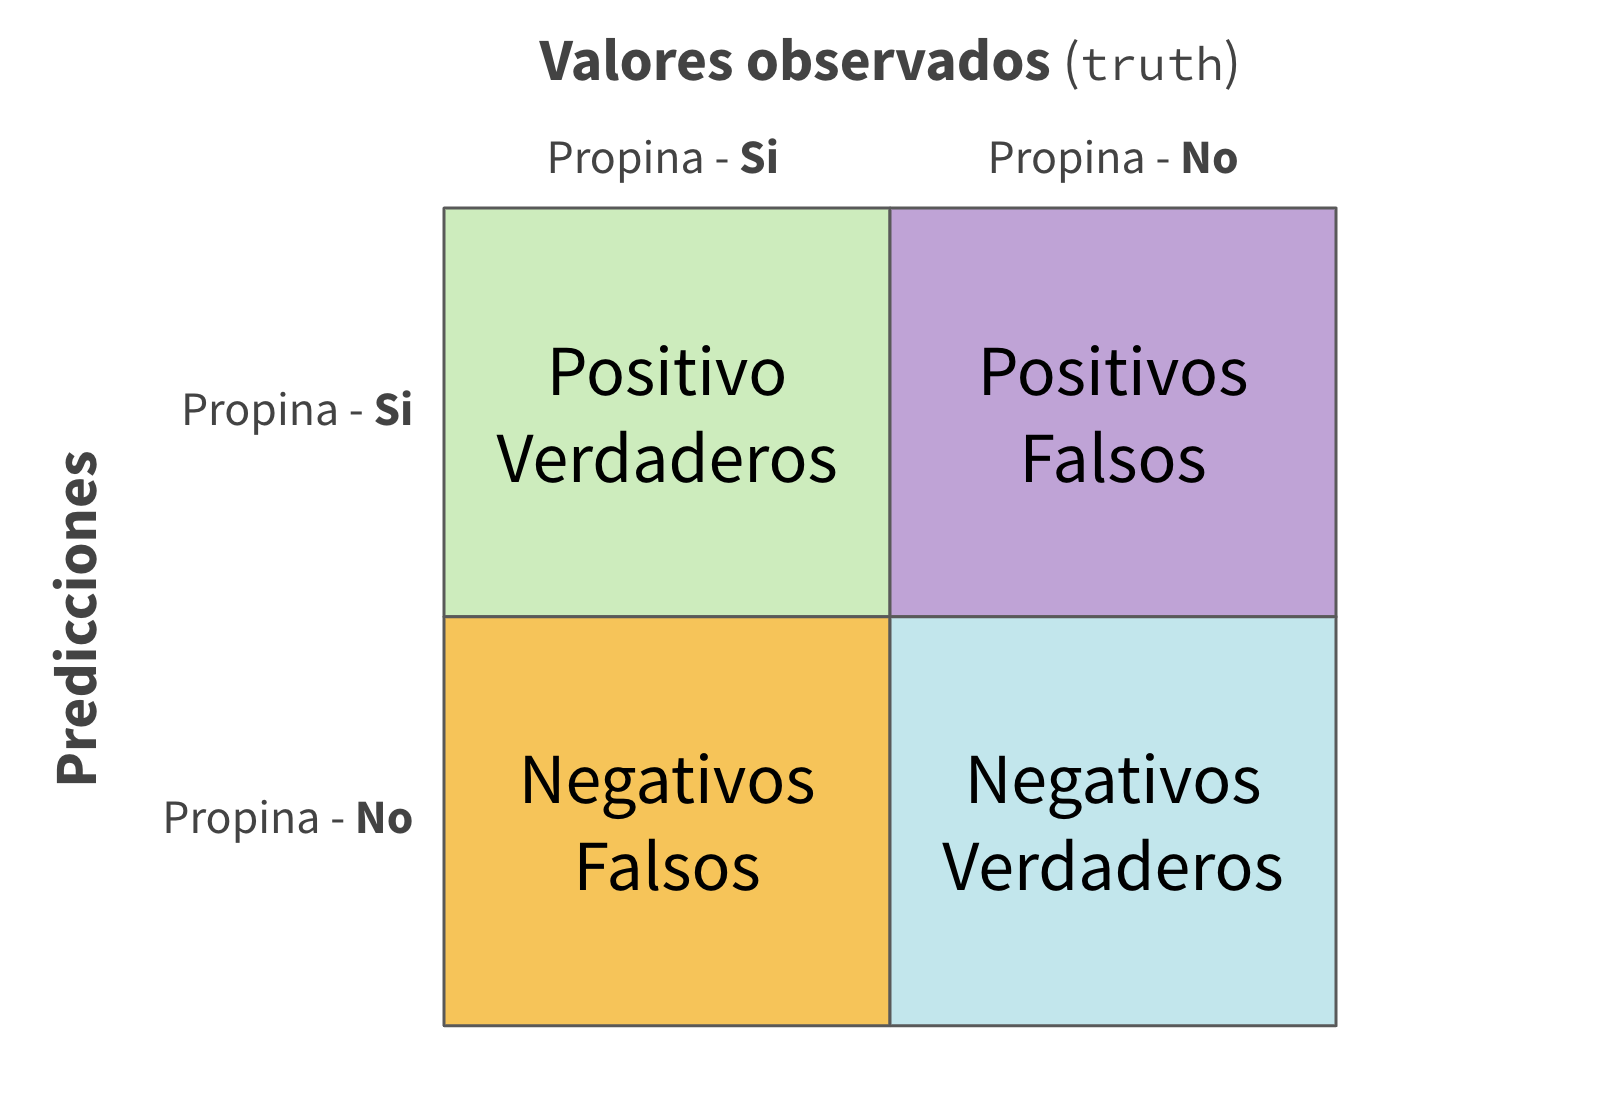 Valores observados (truth)
Propina - Si
Propina - No
Predicciones
Propina - Si
Positivo
Verdaderos
Positivos
Falsos
Propina - No
Negativos
Falsos
Negativos
Verdaderos